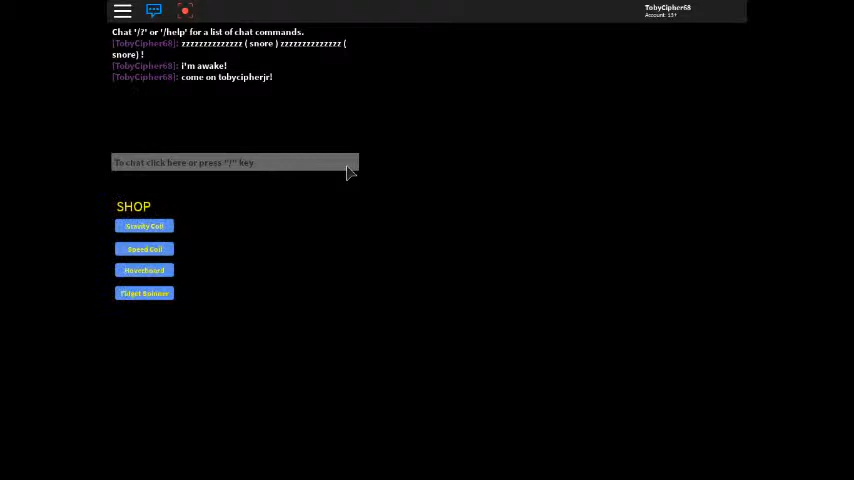 TobyCipher68
Account: 13+
Chat '/?' or '/help' for a list of chat commands.
[TobyCipher68]: zzzzzzzzzzzzzz ( snore ) zzzzzzzzzzzzzz (
snore) !
[TobyCipher68]: i'm awake!
[TobyCipher68]: come on tobycipherjr!
To chat click here or press "/" key
SHOP
Gravity Coil
Speed Coil
Hoverboard
Fidget Spinner